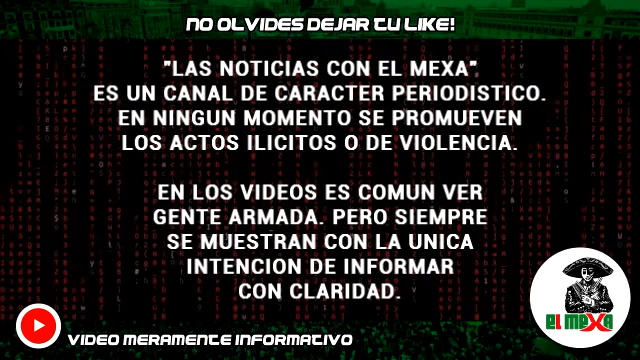 NO OLVIDES DEJAR TU LIKE!
"LAS NOTICIAS CON EL MEXA"
ES UN CANAL DE CARACTER PERIODISTICO.
EN NINGUN MOMENTO SE PROMUEVEN
LOS ACTOS ILICITOS O DE VIOLENCIA.
EN LOS VIDEOS ES COMUN VER
GENTE ARMADA. PERO SIEMPRE
SE MUESTRAN CON LA UNICA
INTENCION DE INFORMAR
CON CLARIDAD.
EL MEXA
VIDEO MERAMENTE INFORMATIVO